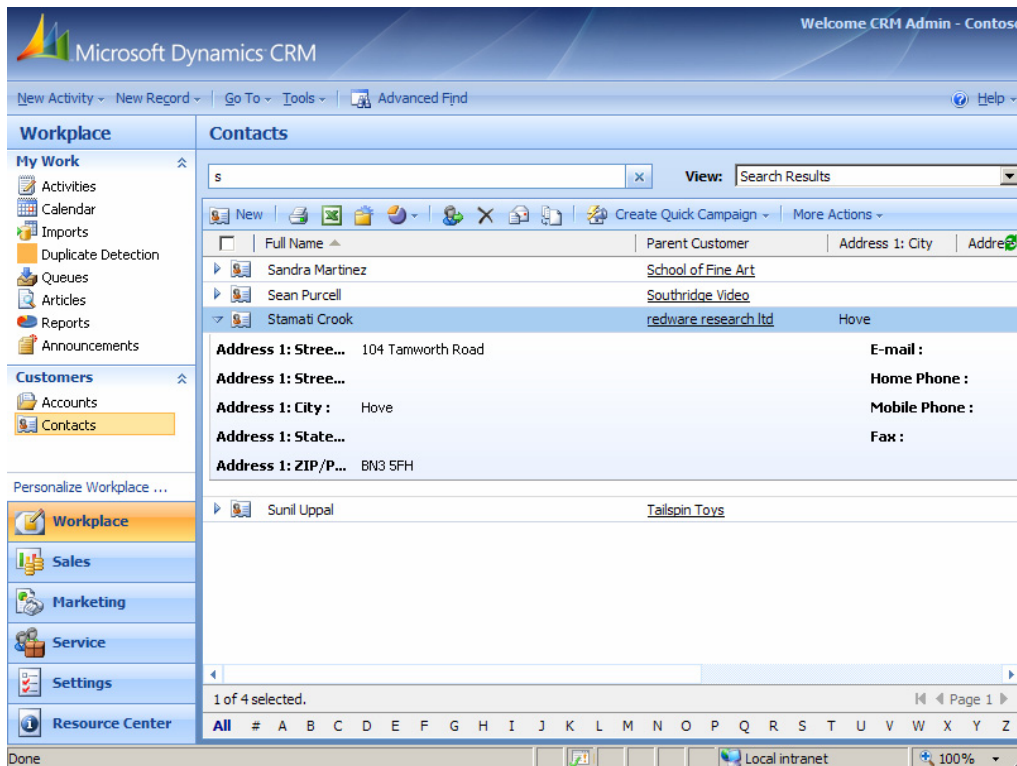 Welcome CRM Admin - Contoso
Microsoft Dynamics CRM
New Activity New Record Go To Tools Advanced Find Help
Workplace
Contacts
My Work
Activities
Calendar
Imports
Duplicate Detection
Queues
Articles
Reports
Announcements
Customers
Accounts
Contacts
Personalize Workplace ...
Workplace
Sales
Marketing
Service
Settings
Resource Center
s View: Search Results
New Create Quick Campaign More Actions
Full Name Parent Customer Address 1: City Addre
Sandra Martinez School of Fine Art
Sean Purcell Southridge Video
Stamati Crook redware research ltd Hove
Address 1: Stree... 104 Tamworth Road E-mail :
Address 1: Stree... Home Phone :
Address 1: City : Hove Mobile Phone :
Address 1: State... Fax :
Address 1: ZIP/P... BN3 5FH
Sunil Uppal Tailspin Toys
1 of 4 selected. Page 1
All # A B C D E F G H I J K L M N O P Q R S T U V W X Y Z
Done Local intranet 100%